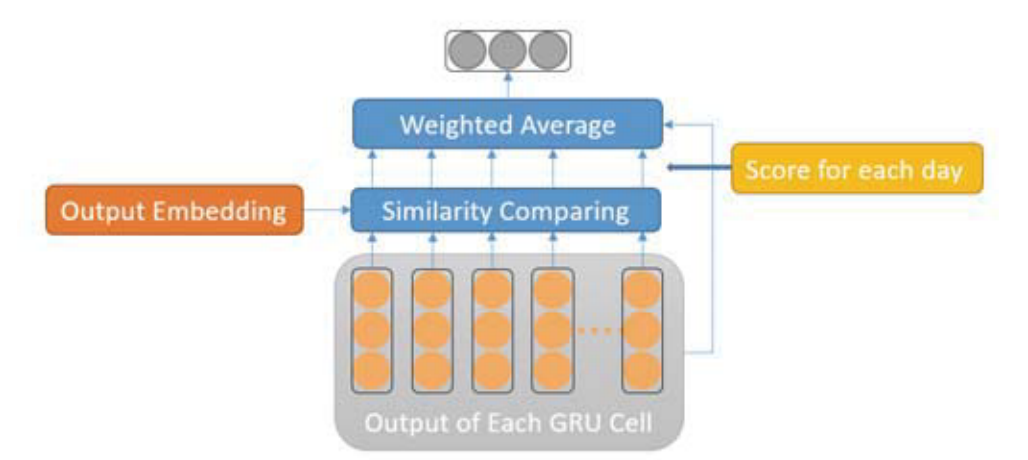 Weighted Average
Score for each day
Output Embedding
Similarity Comparing
Output of Each GRU Cell